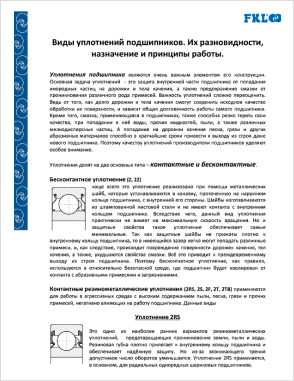 FKL
Виды уплотнений подшипников. Их разновидности,
назначение и принципы работы.
Уплотнения подшипника являются очень важным элементом его конструкции.
Основная задача уплотнений - это защита внутренней части подшипника от попадания
инородных частиц на дорожки и тела качения, а также предохранение смазки от
проникновения различного рода примесей. Важность уплотнений сложно переоценить.
Ведь от того, как долго дорожки и тела качения смогут сохранять исходное качество
обработки их поверхности, и зависит общая долговечность работы самого подшипника.
Кроме того, смазка, применяющаяся в подшипниках, также способна резко терять свои
качества, при попадании в неё воды, прочих жидкостей, пыли, а также различных
мелкодисперсных частиц. А попадание на дорожки качения песка, грязи и других
абразивных материалов способно в кратчайшие сроки привести к выходу из строя даже
нового подшипника. Поэтому качеству уплотнений производители подшипников уделяют
особое внимание.
Уплотнения делят на два основных типа – контактные и бесконтактные.
Бесконтактное уплотнение (Z, ZZ)
чаще всего это уплотнение реализовано при помощи металлических
шайб, которые устанавливаются в канавку, проточенную на наружном
кольце подшипника, с внутренней его стороны. Шайбы изготавливаются
из штампованной листовой стали и не имеют контакта с внутренним
кольцом подшипника. Вследствие чего, данный вид уплотнения
практически не влияет на максимальную скорость вращения. Но и
защитные свойства такое уплотнение обеспечивает самые
минимальные. Так как защитные шайбы не прижаты плотно к
внутреннему кольцу подшипника, то в имеющийся зазор легко могут попадать различные
примеси, и, как следствие, происходит повреждение поверхности дорожек качения, тел
качения, а также, ухудшаются свойства смазки. Всё это приводит к преждевременному
выходу из строя подшипника. Поэтому бесконтактное уплотнение, как правило,
используется в относительно безопасной среде, где подшипник будет изолирован от
контакта с абразивными примесями и загрязнениями.
Контактные резинометаллические уплотнения (2RS, 2S, 2F, 2T, 2TB) применяются
для работы в агрессивных средах с высоким содержанием пыли, песка, грязи и прочих
примесей, негативно влияющих на работу подшипника. Данные виды
Уплотнение 2RS
Это одно из наиболее ранних вариантов резинометаллических
уплотнений, предотвращающих проникновение земли, пыли и воды.
Резиновая губка плотно прилегает к внутреннему кольцу подшипника и
обеспечивает надёжную защиту. Но из-за возникающего трения
допустимое число оборотов уменьшается. Уплотнение 2RS применяется,
в основном, для радиальных однорядных шариковых подшипников.